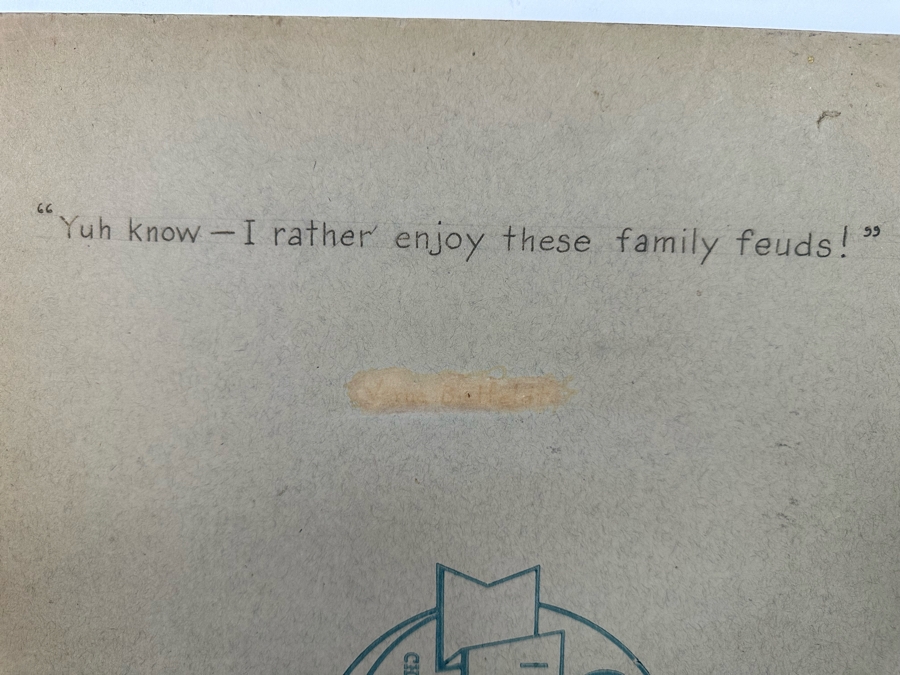 “Yuh know — I rather enjoy these family feuds!”